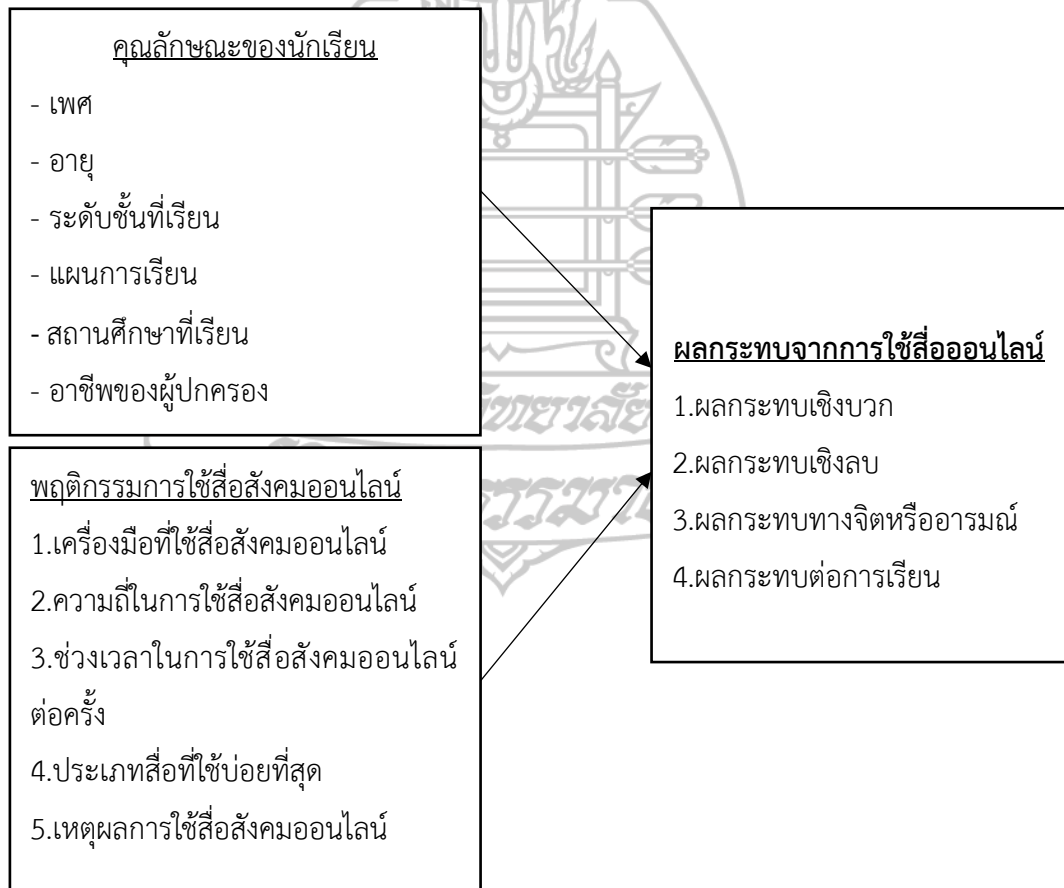 คุณลักษณะของนักเรียน
- เพศ
- อายุ
- ระดับชั้นที่เรียน
- แผนการเรียน
- สถานศึกษาที่เรียน
- อาชีพของผู้ปกครอง
พฤติกรรมการใช้สื่อสังคมออนไลน์
1.เครื่องมือที่ใช้สื่อสังคมออนไลน์
2.ความถี่ในการใช้สื่อสังคมออนไลน์
3.ช่วงเวลาในการใช้สื่อสังคมออนไลน์
ต่อครั้ง
4.ประเภทสื่อที่ใช้บ่อยที่สุด
5.เหตุผลการใช้สื่อสังคมออนไลน์
ผลกระทบจากการใช้สื่อออนไลน์
1.ผลกระทบเชิงบวก
2.ผลกระทบเชิงลบ
3.ผลกระทบทางจิตหรืออารมณ์
4.ผลกระทบต่อการเรียน